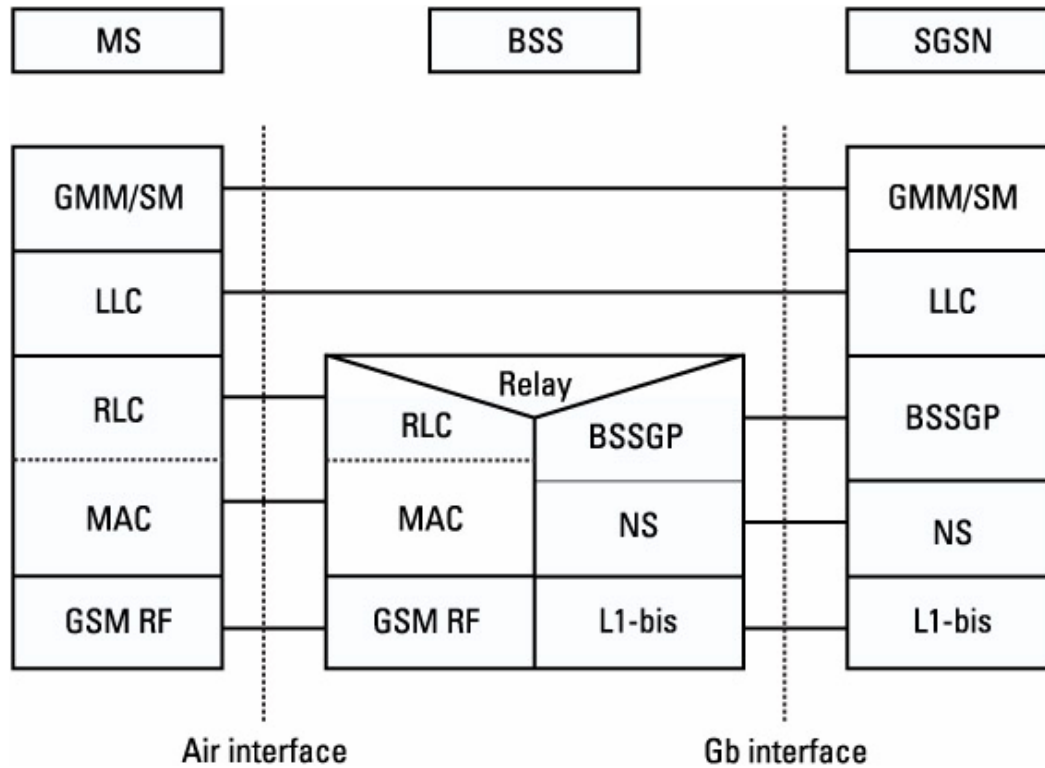 MS
BSS
SGSN
GMM/SM
GMM/SM
LLC
LLC
Relay
RLC
RLC
BSSGP
BSSGP
MAC
MAC
NS
NS
GSM RF
GSM RF
L1-bis
L1-bis
Air interface
Gb interface